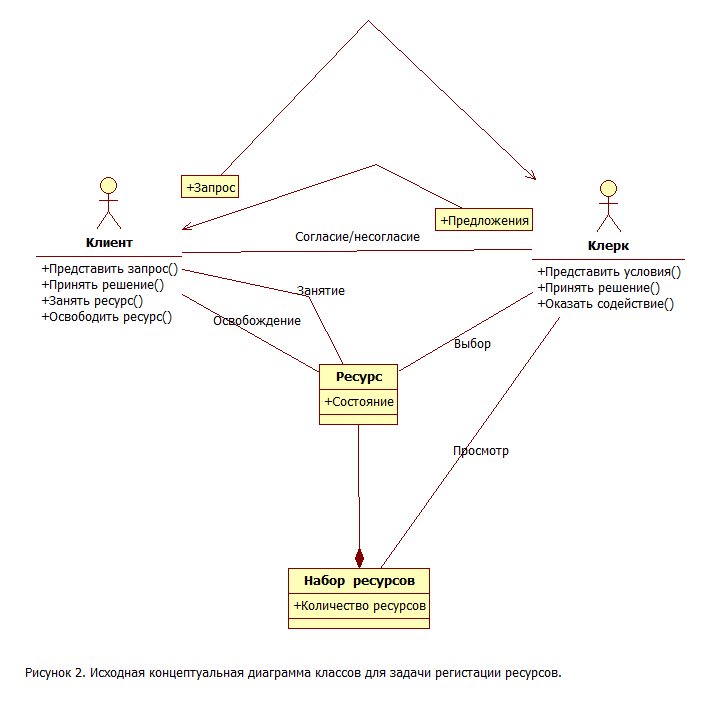 +Запрос
+Предложения
Клиент
+Представить запрос()
+Принять решение()
+Занять ресурс()
+Освободить ресурс()
Согласие/несогласие
Клерк
+Представить условия()
+Принять решение()
+Оказать содействие()
Занятие
Освобождение
Выбор
Ресурс
+Состояние
Просмотр
Набор ресурсов
+Количество ресурсов
Рисунок 2. Исходная концептуальная диаграмма классов для задачи регистации ресурсов.